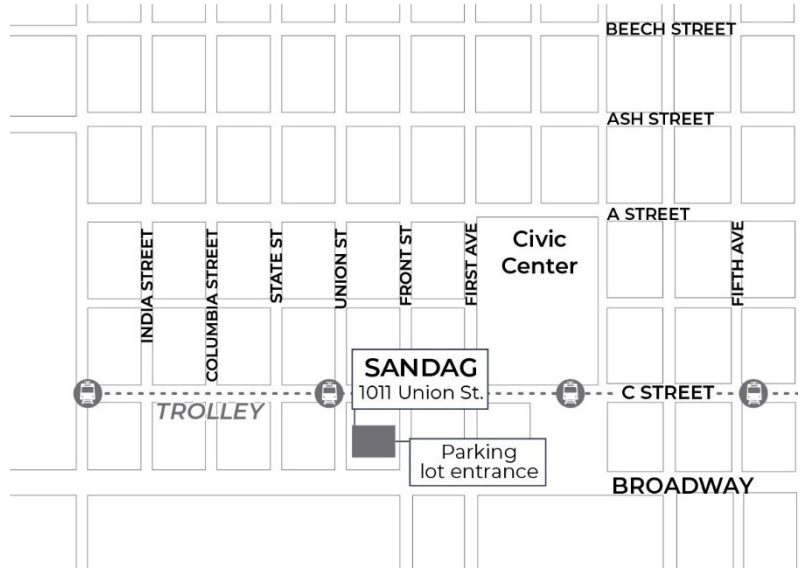 BEECH STREET
ASH STREET
A STREET
Civic
Center
INDIA STREET
COLUMBIA STREET
STATE ST
UNION ST
FRONT ST
FIRST AVE
FIFTH AVE
SANDAG
1011 Union St.
C STREET
TROLLEY
Parking
lot entrance
BROADWAY